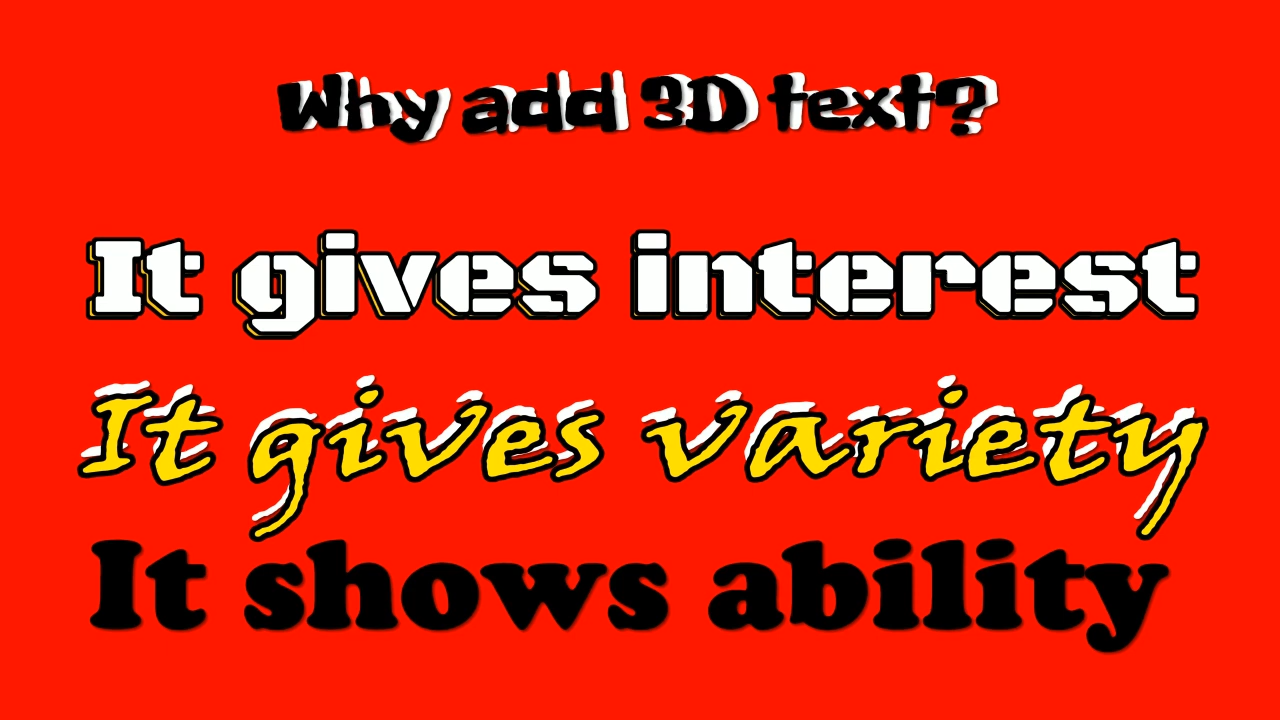 Why add 3D text?
It gives interest
It gives variety
It shows ability